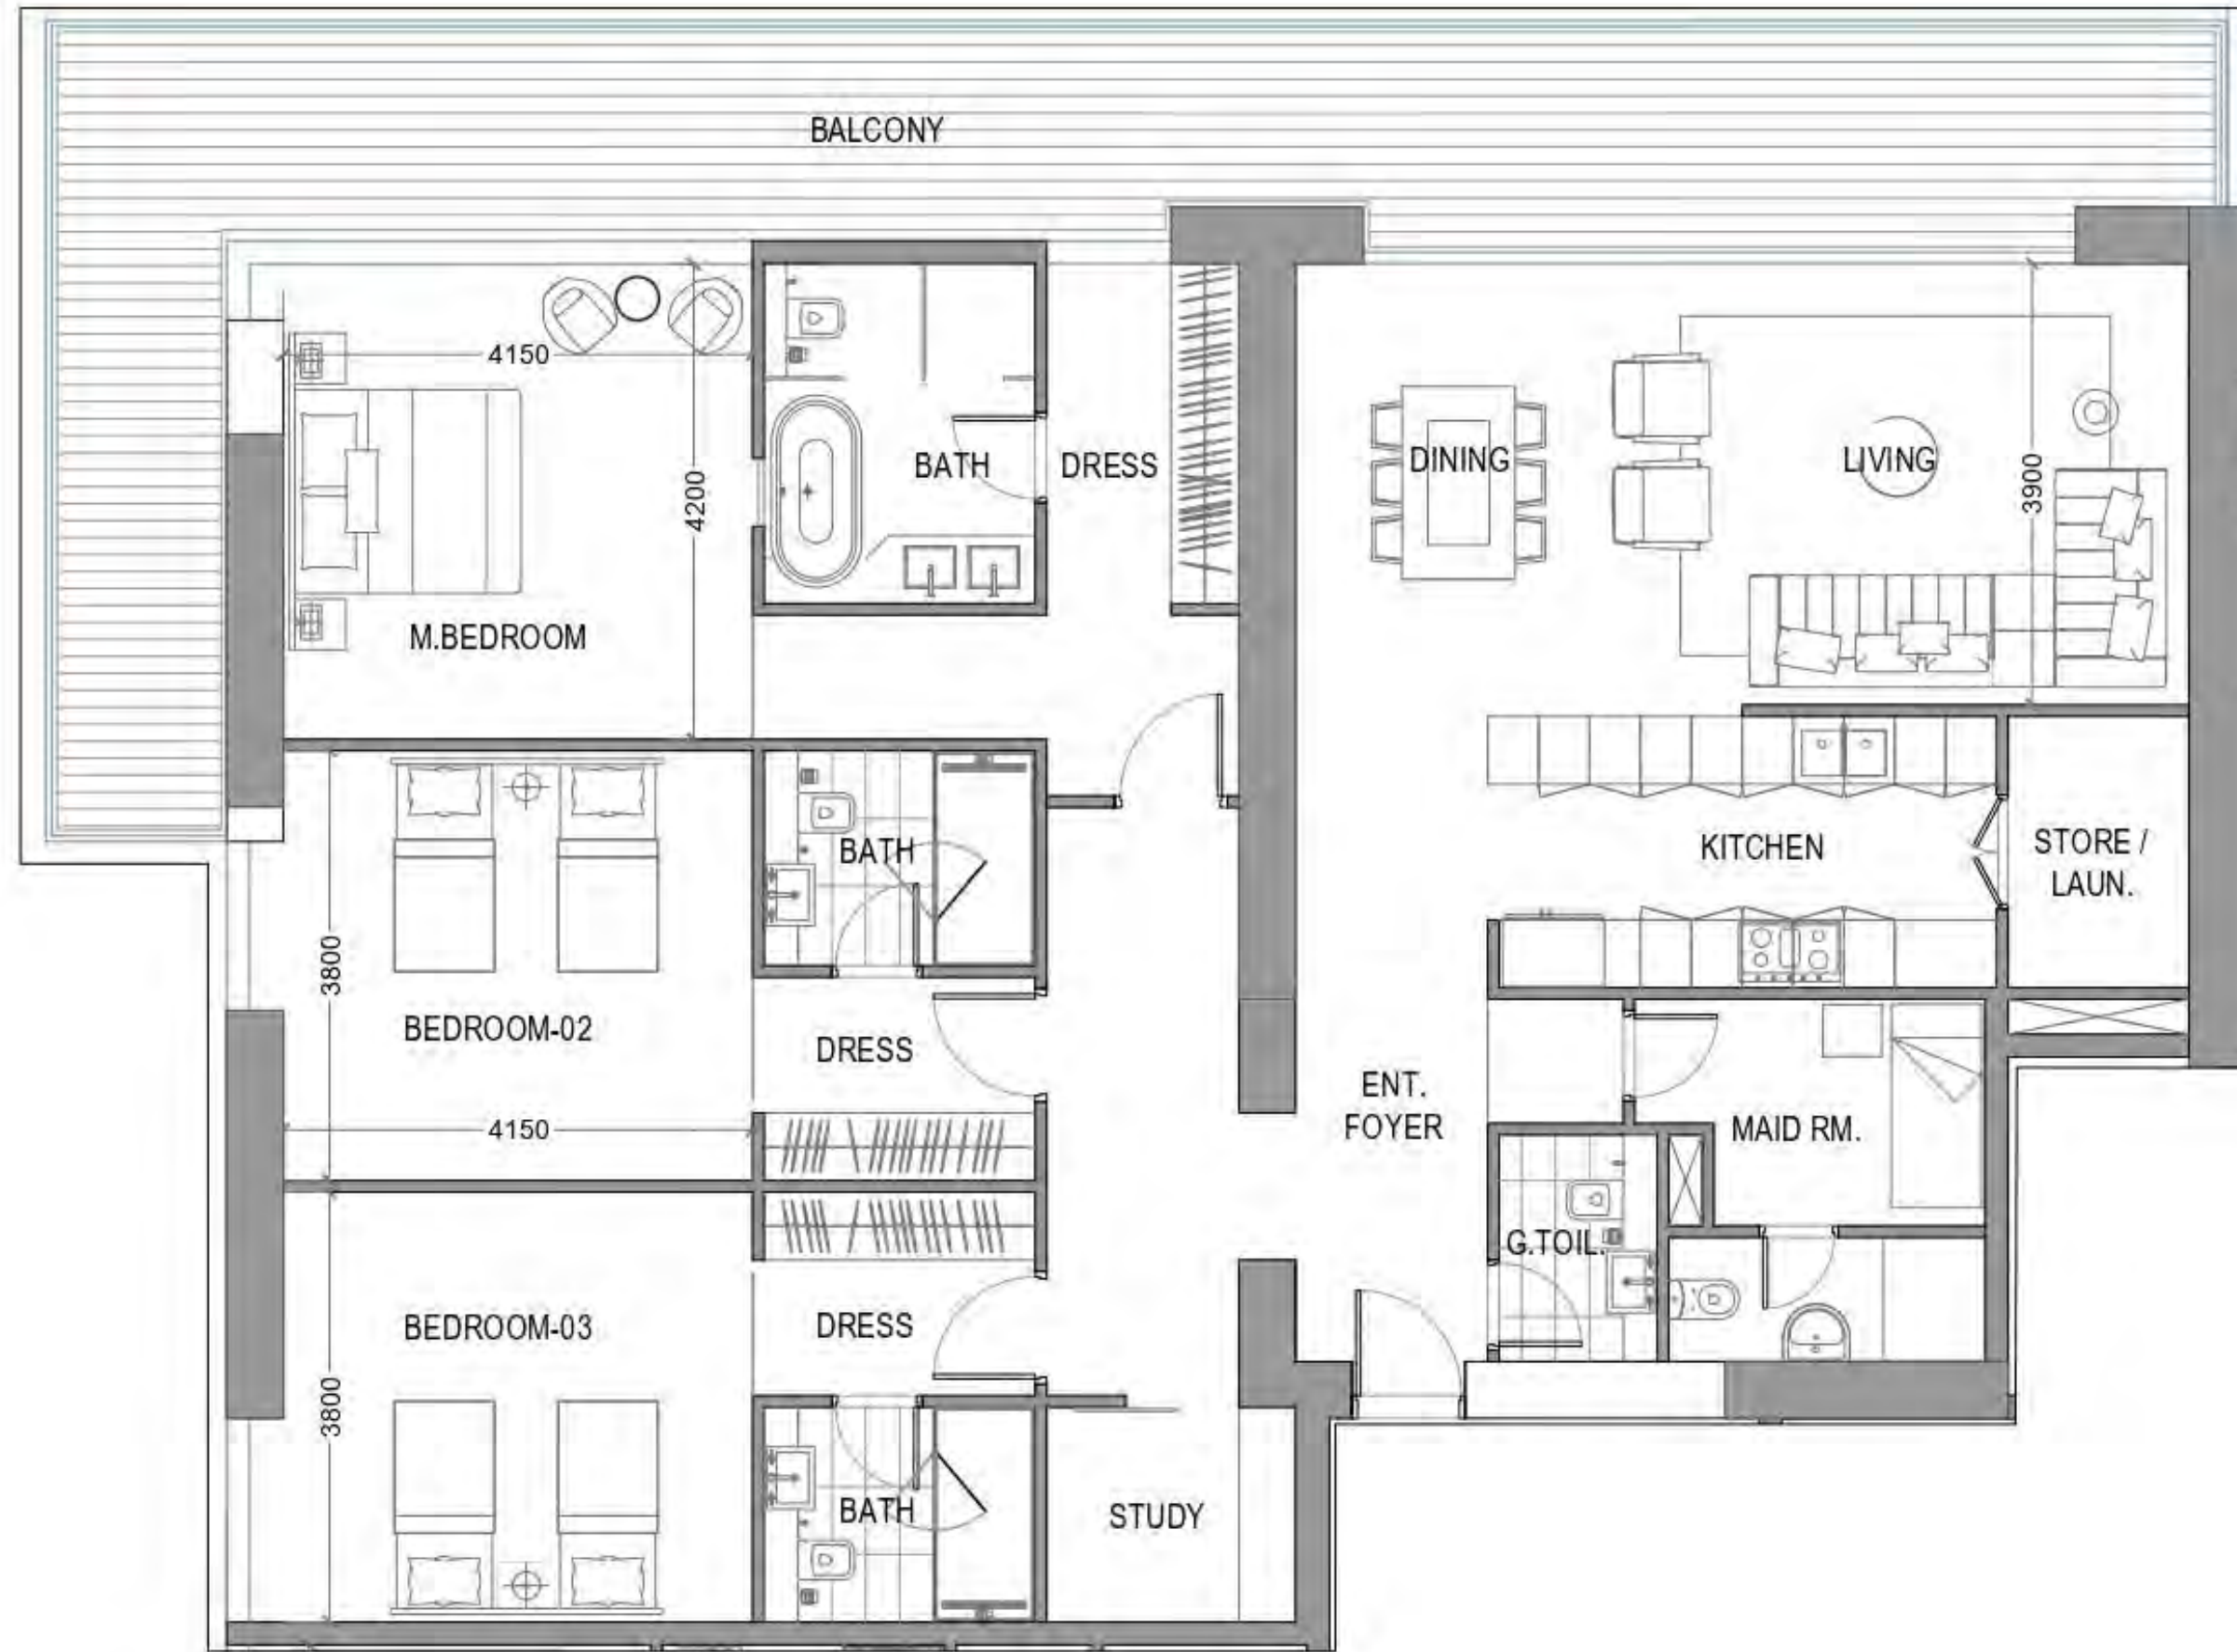 BALCONY
4150
4200
BATH
DRESS
DINING
LIVING
3900
M.BEDROOM
BATH
KITCHEN
STORE /
LAUN.
3800
BEDROOM-02
DRESS
4150
ENT.
FOYER
MAID RM.
G.TOIL.
BEDROOM-03
DRESS
3800
BATH
STUDY